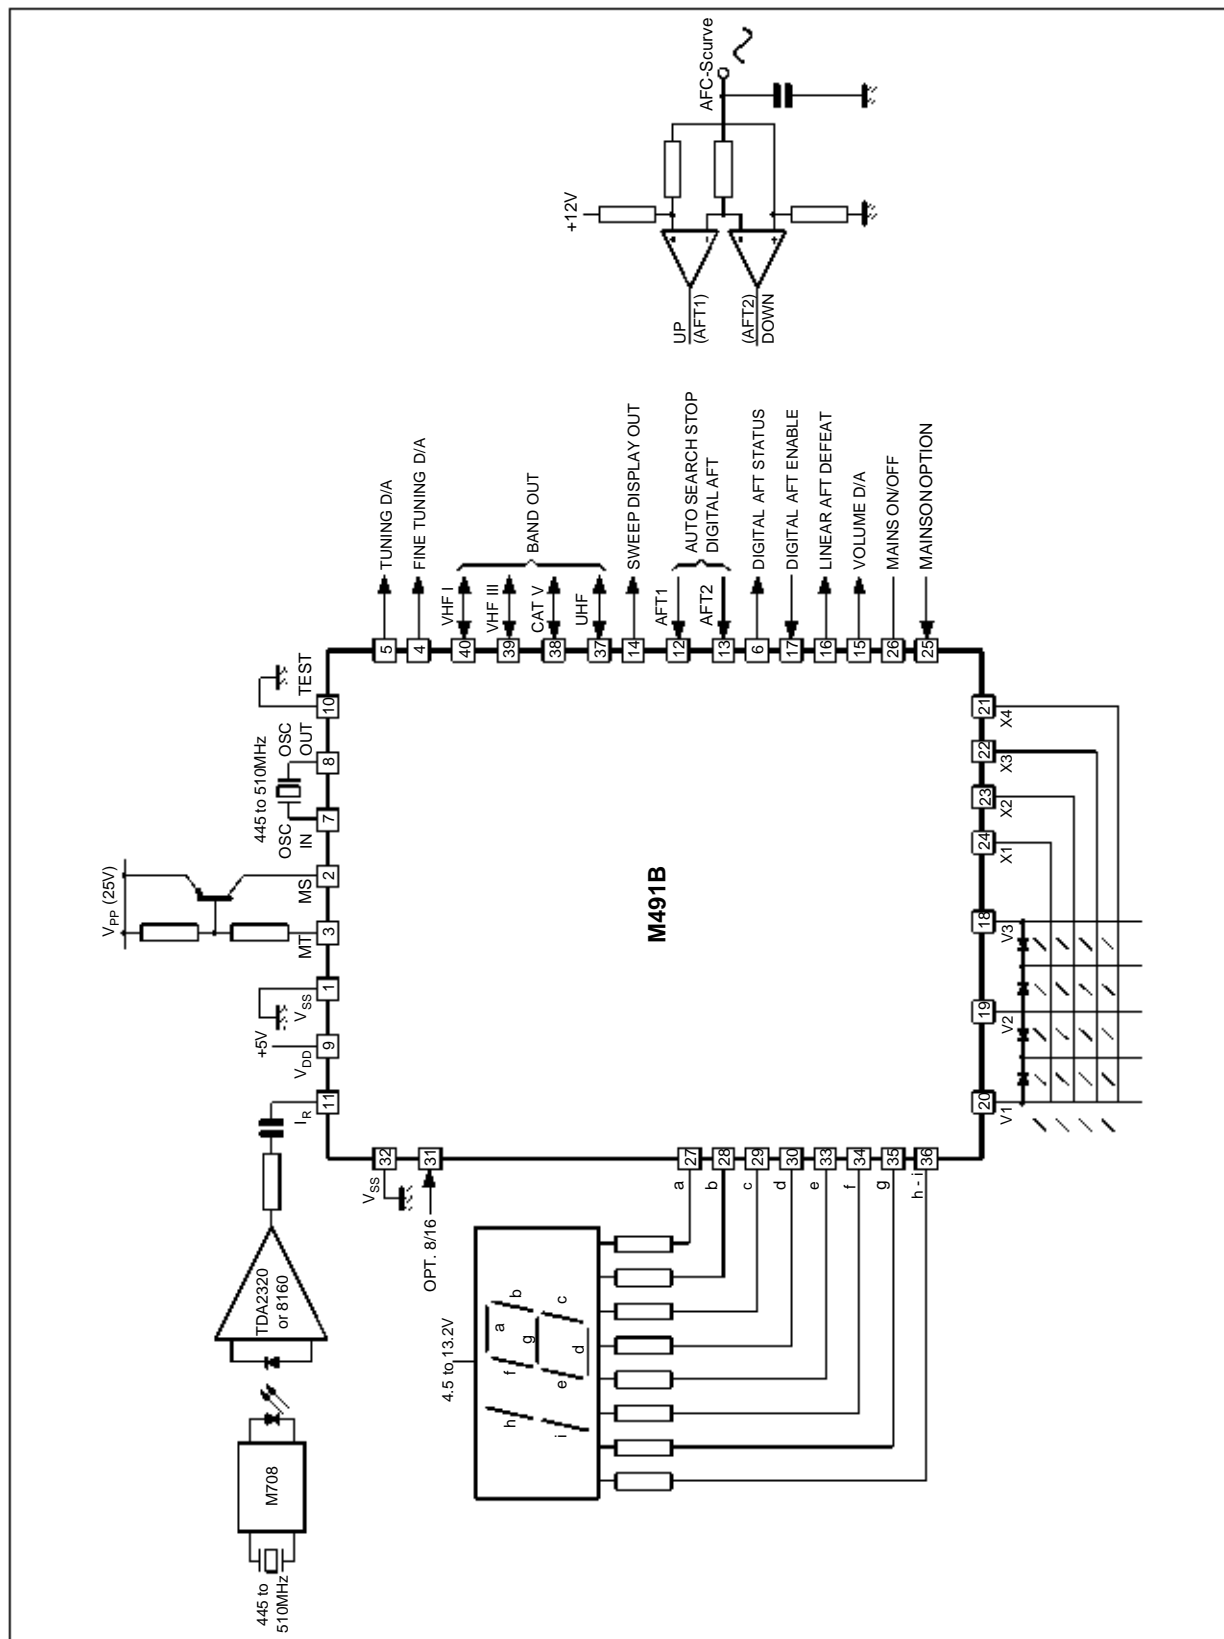 445 to
510MHz
M708
TDA2320
or 8160
I_R
11
+5V
V_DD
9
V_SS
1
V_PP (25V)
MT
3
MS
2
445 to 510MHz
OSC
IN
7
OSC
OUT
8
TEST
10
V_SS
32
OPT. 8/16
31
4.5 to 13.2V
a
b
c
d
e
f
g
h
i
a
27
b
28
c
29
d
30
e
33
f
34
g
35
h - i
36
M491B
5
TUNING D/A
4
FINE TUNING D/A
40
VHF I
39
VHF III
38
CAT V
37
UHF
BAND OUT
14
SWEEP DISPLAY OUT
12
AFT1
13
AFT2
AUTO SEARCH STOP
DIGITAL AFT
6
DIGITAL AFT STATUS
17
DIGITAL AFT ENABLE
16
LINEAR AFT DEFEAT
15
VOLUME D/A
26
MAINS ON/OFF
25
MAINSON OPTION
20
V1
19
V2
18
V3
24
X1
23
X2
22
X3
21
X4
UP
(AFT1)
(AFT2)
DOWN
+12V
AFC-Scurve